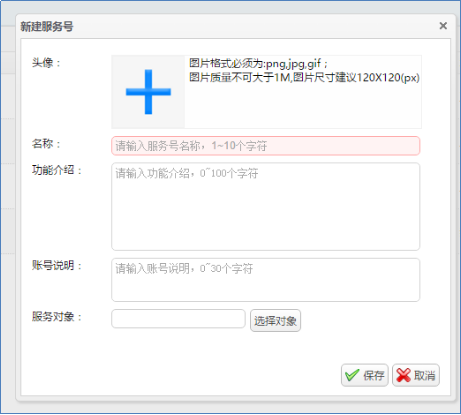 新建服务号
头像：
图片格式必须为:png,jpg,gif ;
图片质量不可大于1M,图片尺寸建议120X120(px)
名称：
请输入服务号名称，1~10个字符
功能介绍：
请输入功能介绍，0~100个字符
账号说明：
请输入账号说明，0~30个字符
服务对象：
选择对象
保存
取消